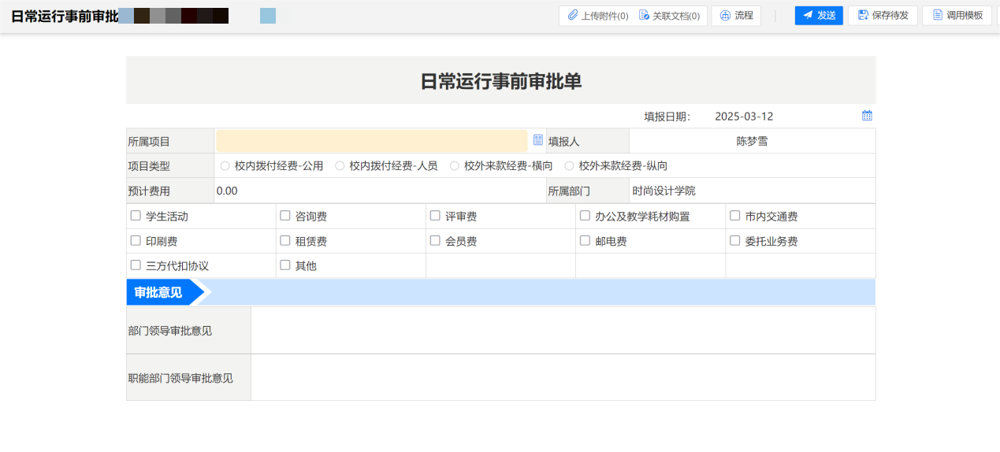 日常运行事前审批 上传附件(0) 关联文档(0) 流程 发送 保存待发 调用模板
日常运行事前审批单
填报日期: 2025-03-12
所属项目 填报人 陈梦雪
项目类型 校内拨付经费-公用 校内拨付经费-人员 校外来款经费-横向 校外来款经费-纵向
预计费用 0.00 所属部门 时尚设计学院
学生活动 咨询费 评审费 办公及教学耗材购置 市内交通费
印刷费 租赁费 会员费 邮电费 委托业务费
三方代扣协议 其他
审批意见
部门领导审批意见
职能部门领导审批意见